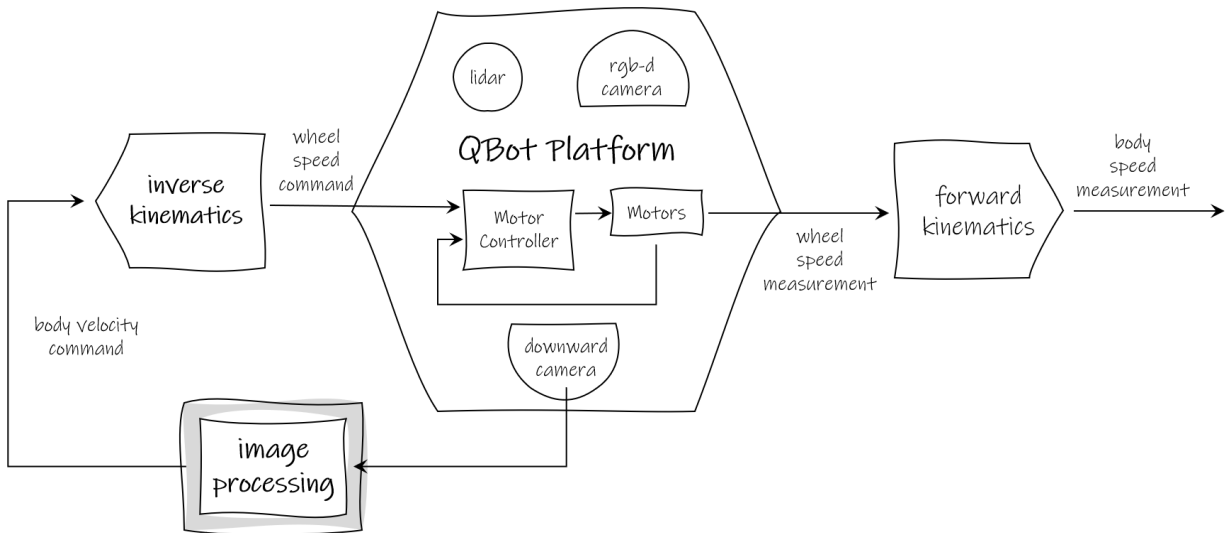 lidar
rgb-d
camera
QBot Platform
inverse
kinematics
wheel
speed
command
Motor
Controller
Motors
wheel
speed
measurement
forward
kinematics
body
speed
measurement
body velocity
command
downward
camera
image
processing